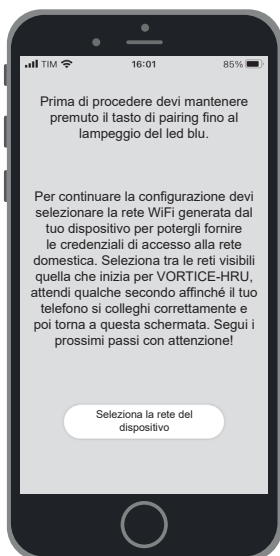 TIM 16:01 85%
Prima di procedere devi mantenere
premuto il tasto di pairing fino al
lampeggio del led blu.
Per continuare la configurazione devi
selezionare la rete WiFi generata dal
tuo dispositivo per potergli fornire
le credenziali di accesso alla rete
domestica. Seleziona tra le reti visibili
quella che inizia per VORTICE-HRU,
attendi qualche secondo affinché il tuo
telefono si colleghi correttamente e
poi torna a questa schermata. Segui i
prossimi passi con attenzione!
Seleziona la rete del
dispositivo